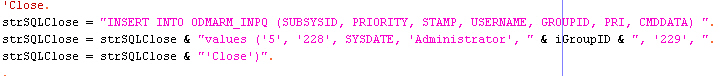 'Close.
strSQLClose = "INSERT INTO ODMARM_INPQ (SUBSYSID, PRIORITY, STAMP, USERNAME, GROUPID, PRI, CMDDATA) ".
strSQLClose = strSQLClose & "values ('5', '228', SYSDATE, 'Administrator', " & iGroupID & ", '229', ".
strSQLClose = strSQLClose & "'Close')".